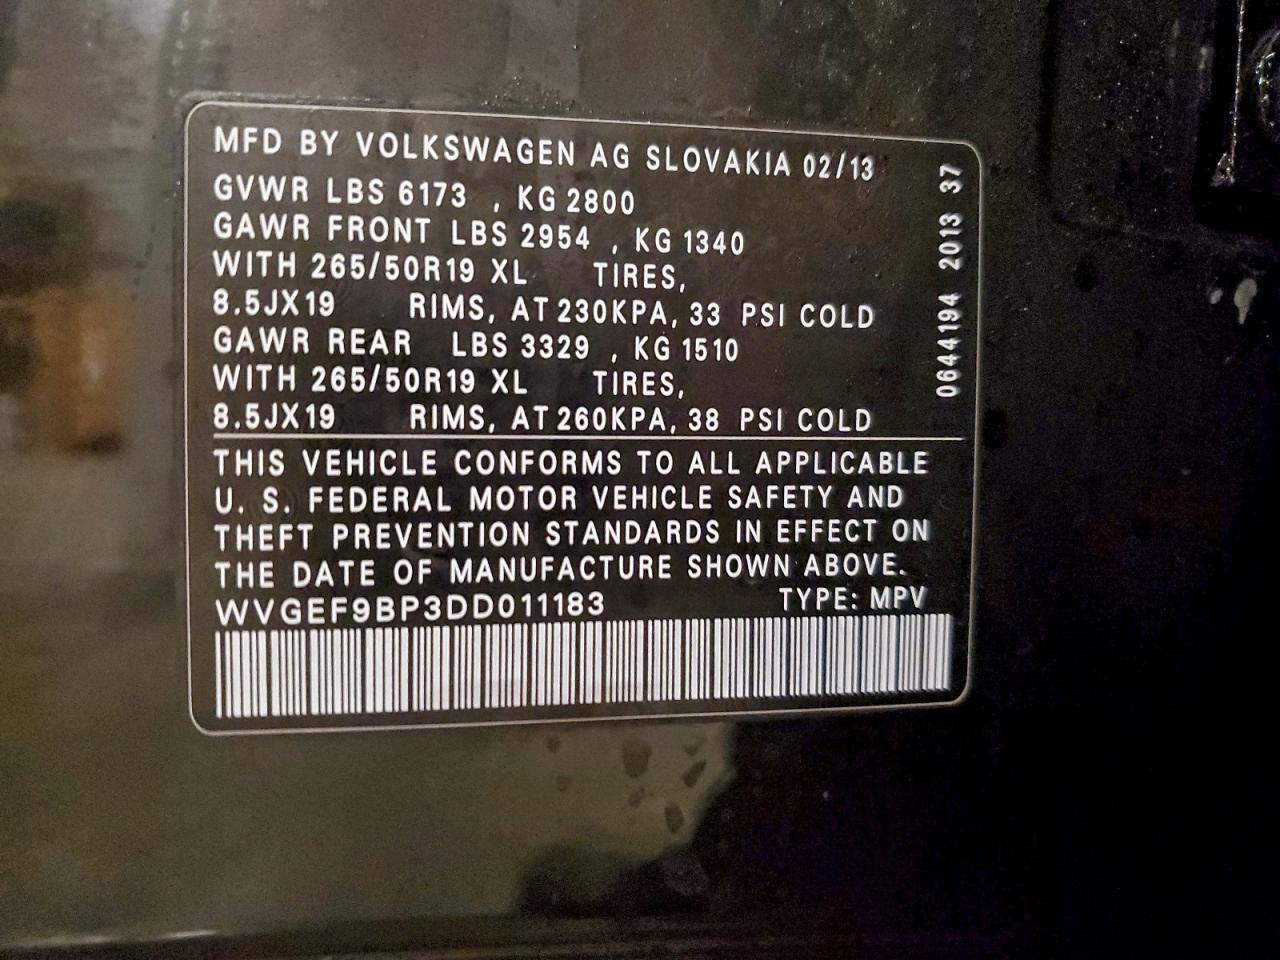 MFD BY VOLKSWAGEN AG SLOVAKIA 02/13
GVWR LBS 6173 , KG 2800
GAWR FRONT LBS 2954 , KG 1340
WITH 265/50R19 XL TIRES,
8.5JX19 RIMS, AT 230KPA, 33 PSI COLD
GAWR REAR LBS 3329 , KG 1510
WITH 265/50R19 XL TIRES,
8.5JX19 RIMS, AT 260KPA, 38 PSI COLD
THIS VEHICLE CONFORMS TO ALL APPLICABLE
U. S. FEDERAL MOTOR VEHICLE SAFETY AND
THEFT PREVENTION STANDARDS IN EFFECT ON
THE DATE OF MANUFACTURE SHOWN ABOVE.
WVGEF9BP3DD011183 TYPE: MPV
0644194 2013 37